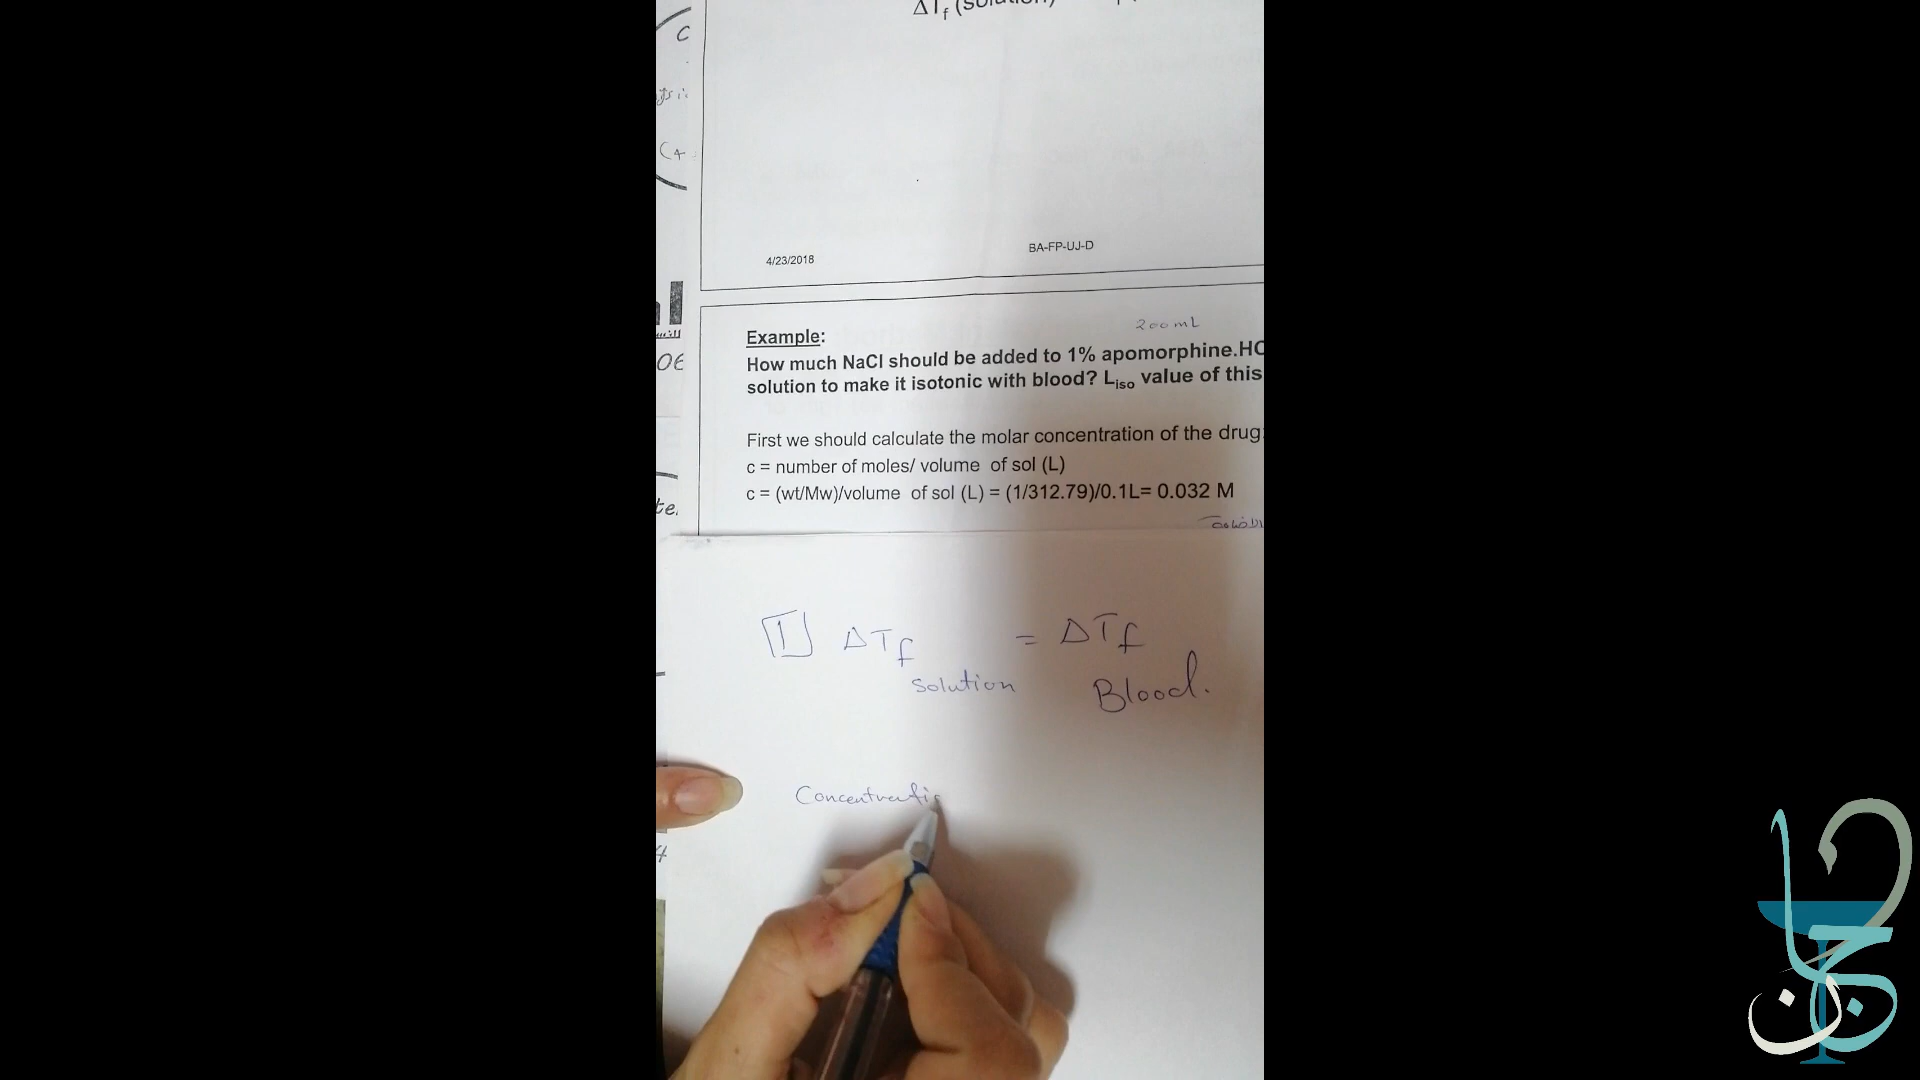 ΔTf (solution)
4/23/2018
BA-FP-UJ-D
200 mL
Example:
How much NaCl should be added to 1% apomorphine.HC
solution to make it isotonic with blood? Liso value of this
First we should calculate the molar concentration of the drug
c = number of moles/ volume of sol (L)
c = (wt/Mw)/volume of sol (L) = (1/312.79)/0.1L= 0.032 M
1 ΔTf solution = ΔTf Blood.
Concentratio